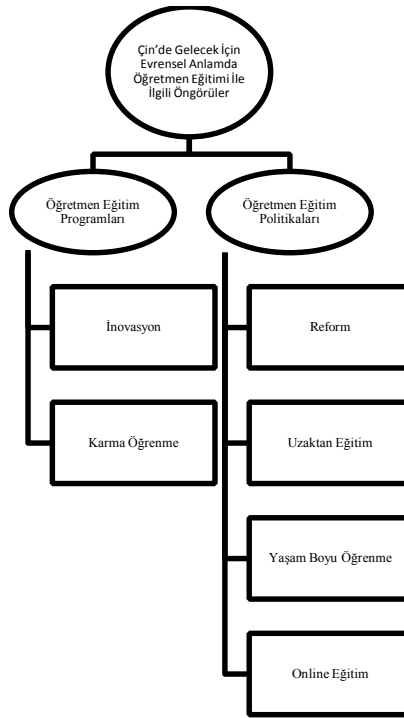 Çin’de Gelecek İçin
Evrensel Anlamda
Öğretmen Eğitimi İle
İlgili Öngörüler
Öğretmen Eğitim
Programları
Öğretmen Eğitim
Politikaları
İnovasyon
Reform
Karma Öğrenme
Uzaktan Eğitim
Yaşam Boyu Öğrenme
Online Eğitim